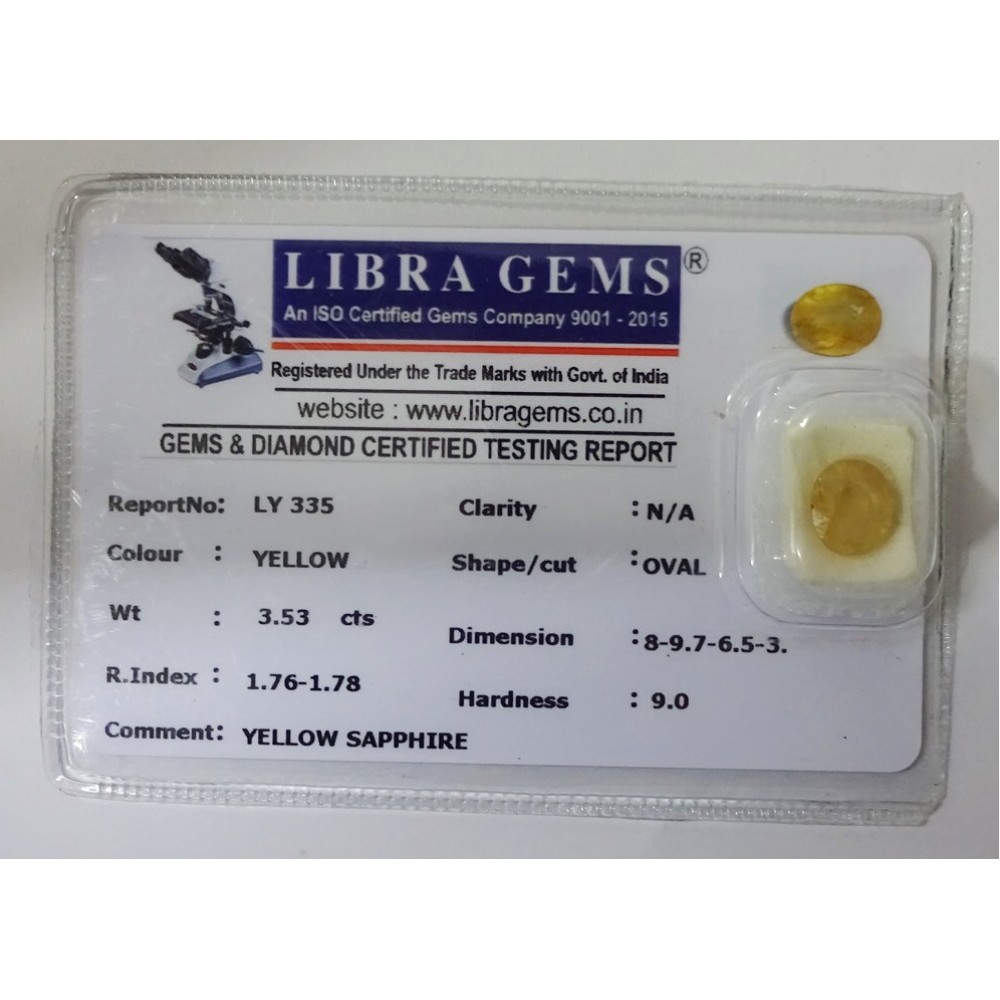 LIBRA GEMS ®
An ISO Certified Gems Company 9001 - 2015
Registered Under the Trade Marks with Govt. of India
website : www.libragems.co.in
GEMS & DIAMOND CERTIFIED TESTING REPORT
ReportNo: LY 335 Clarity : N/A
Colour : YELLOW Shape/cut : OVAL
Wt : 3.53 cts Dimension : 8-9.7-6.5-3.
R.Index : 1.76-1.78 Hardness : 9.0
Comment: YELLOW SAPPHIRE